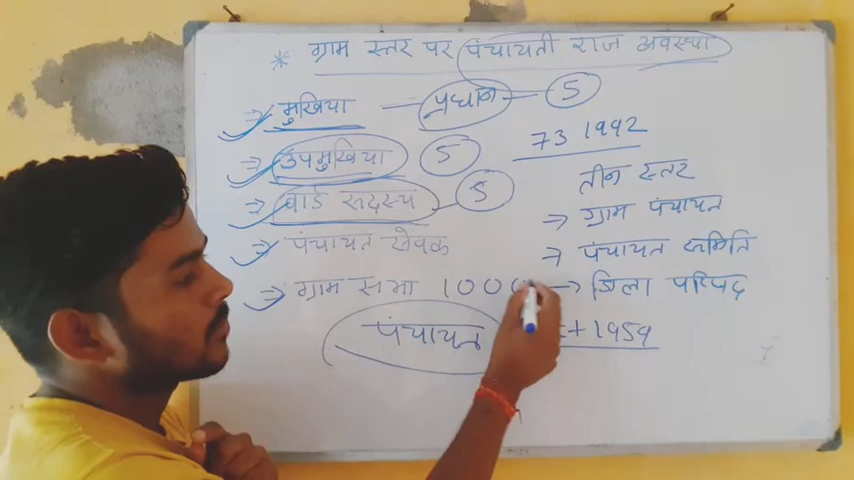 * ग्राम स्तर पर पंचायती राज अवस्था
→ मुखिया — प्रधान — 5
→ उपमुखिया 5
→ वार्ड सदस्य — 5
→ पंचायत सेवक
→ ग्राम सभा 1000
पंचायत
73 1992
तीन स्तर
→ ग्राम पंचायत
→ पंचायत समिति
→ जिला परिषद
+ 1959